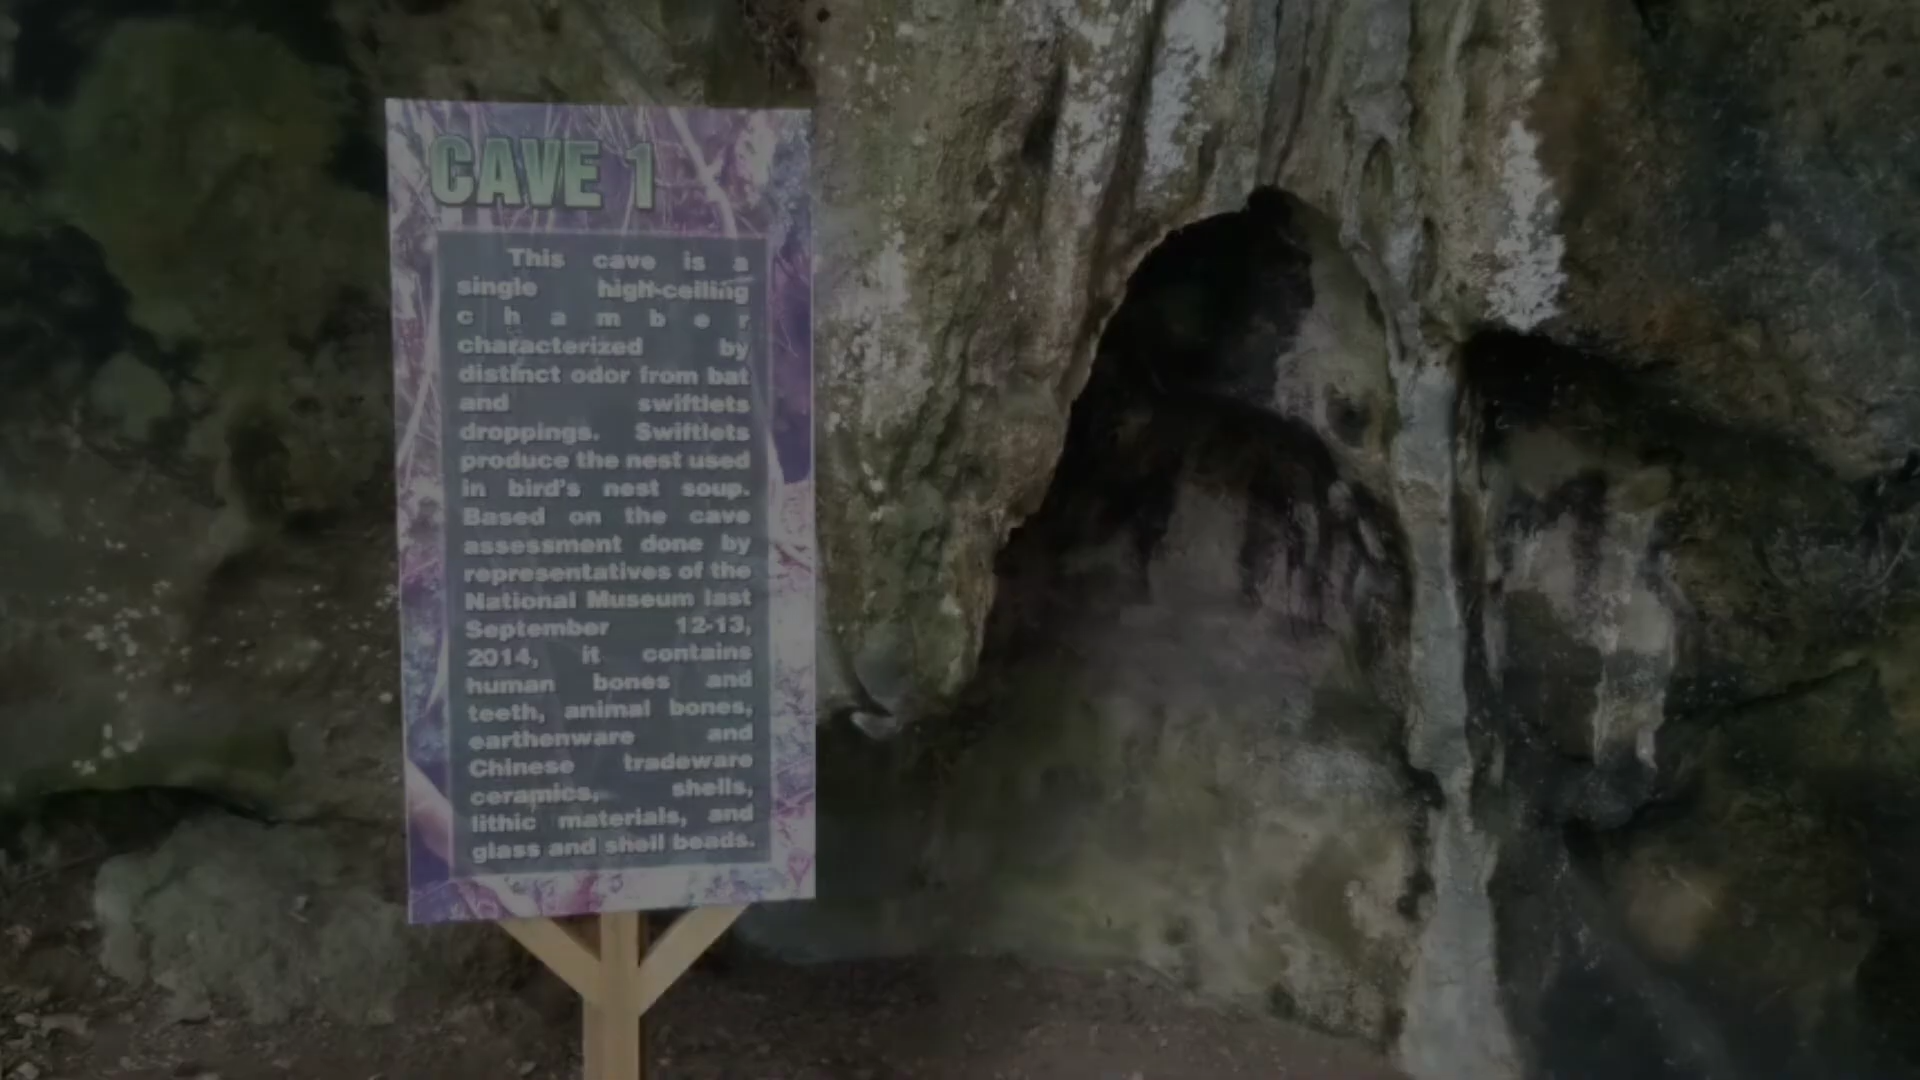 CAVE 1
This cave is a
single high-ceiling
c h a m b e r
characterized by
distinct odor from bat
and swiftlets
droppings. Swiftlets
produce the nest used
in bird's nest soup.
Based on the cave
assessment done by
representatives of the
National Museum last
September 12-13,
2014, it contains
human bones and
teeth, animal bones,
earthenware and
Chinese tradeware
ceramics, shells,
lithic materials, and
glass and shell beads.